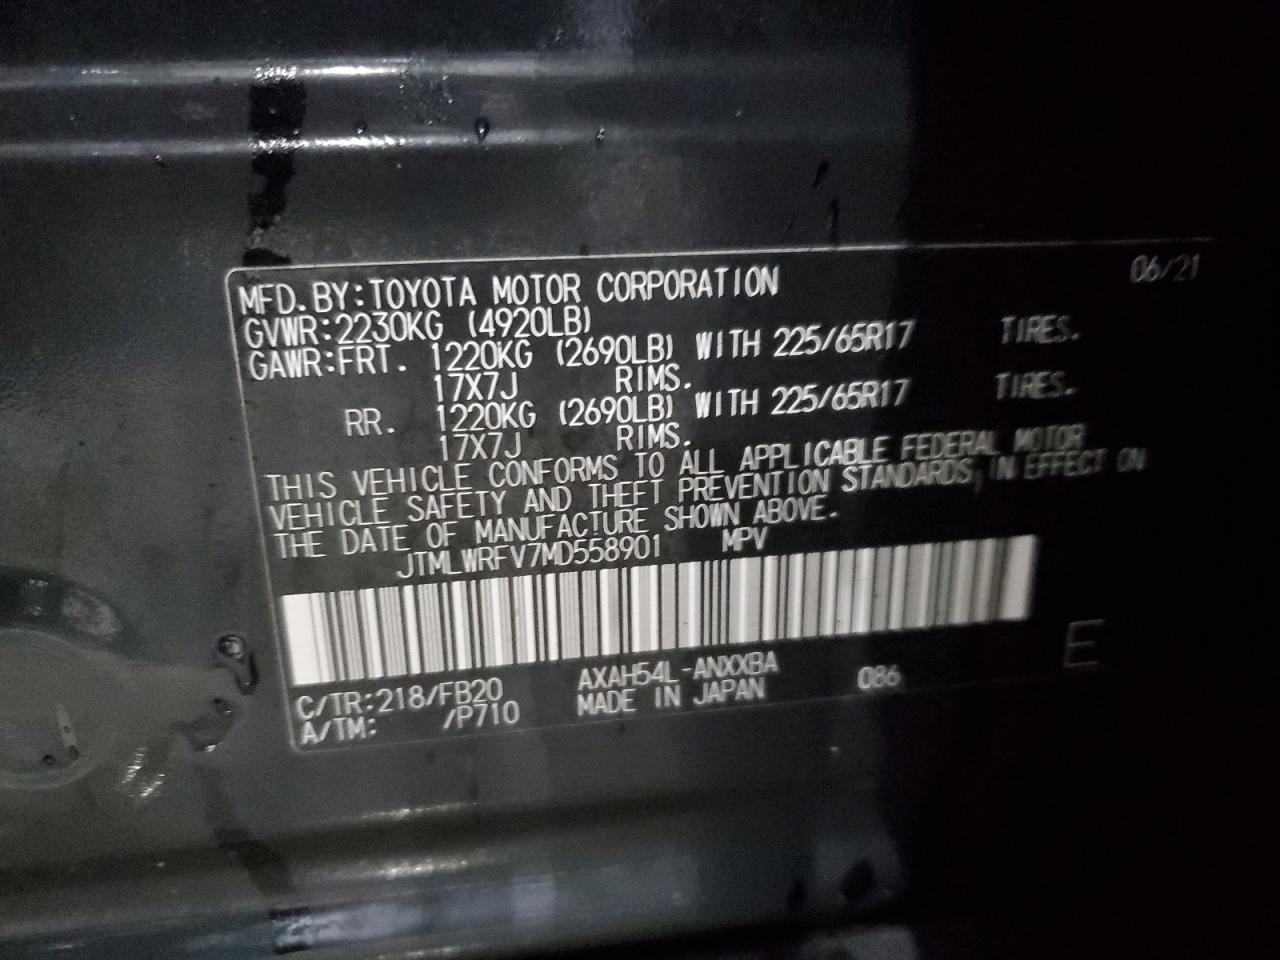 06/21
MFD.BY:TOYOTA MOTOR CORPORATION
GVWR:2230KG (4920LB)
GAWR:FRT. 1220KG (2690LB) WITH 225/65R17 TIRES.
17X7J RIMS.
RR. 1220KG (2690LB) WITH 225/65R17 TIRES.
17X7J RIMS.
THIS VEHICLE CONFORMS TO ALL APPLICABLE FEDERAL MOTOR
VEHICLE SAFETY AND THEFT PREVENTION STANDARDS IN EFFECT ON
THE DATE OF MANUFACTURE SHOWN ABOVE.
JTMLWRFV7MD558901 MPV
E
C/TR:218/FB20 AXAH54L-ANXXBA 086
A/TM: /P710 MADE IN JAPAN